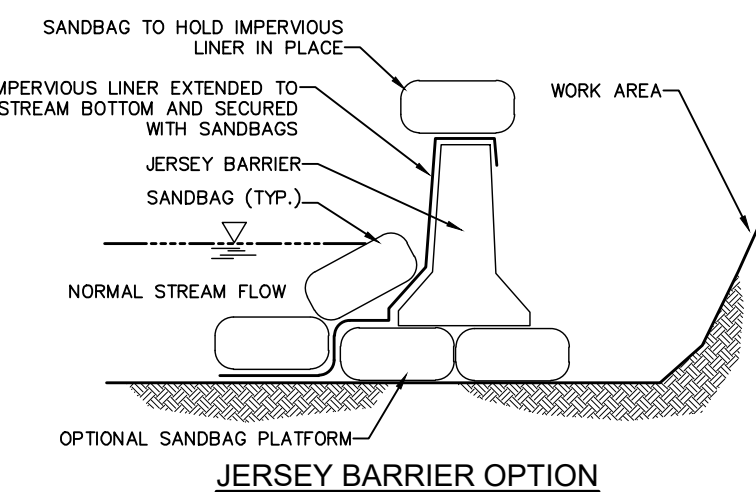 SANDBAG TO HOLD IMPERVIOUS
LINER IN PLACE
MPERVIOUS LINER EXTENDED TO
STREAM BOTTOM AND SECURED
WITH SANDBAGS
WORK AREA
JERSEY BARRIER
SANDBAG (TYP.)
NORMAL STREAM FLOW
OPTIONAL SANDBAG PLATFORM
JERSEY BARRIER OPTION